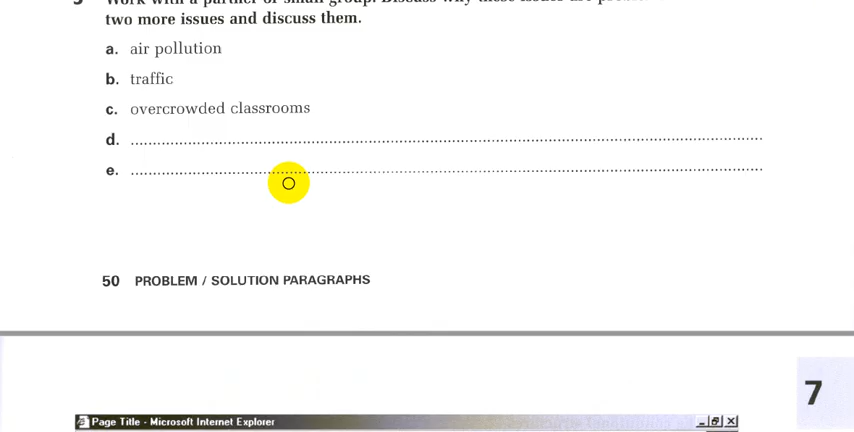 two more issues and discuss them.
a. air pollution
b. traffic
c. overcrowded classrooms
d.
e.
50 PROBLEM / SOLUTION PARAGRAPHS
7
Page Title - Microsoft Internet Explorer